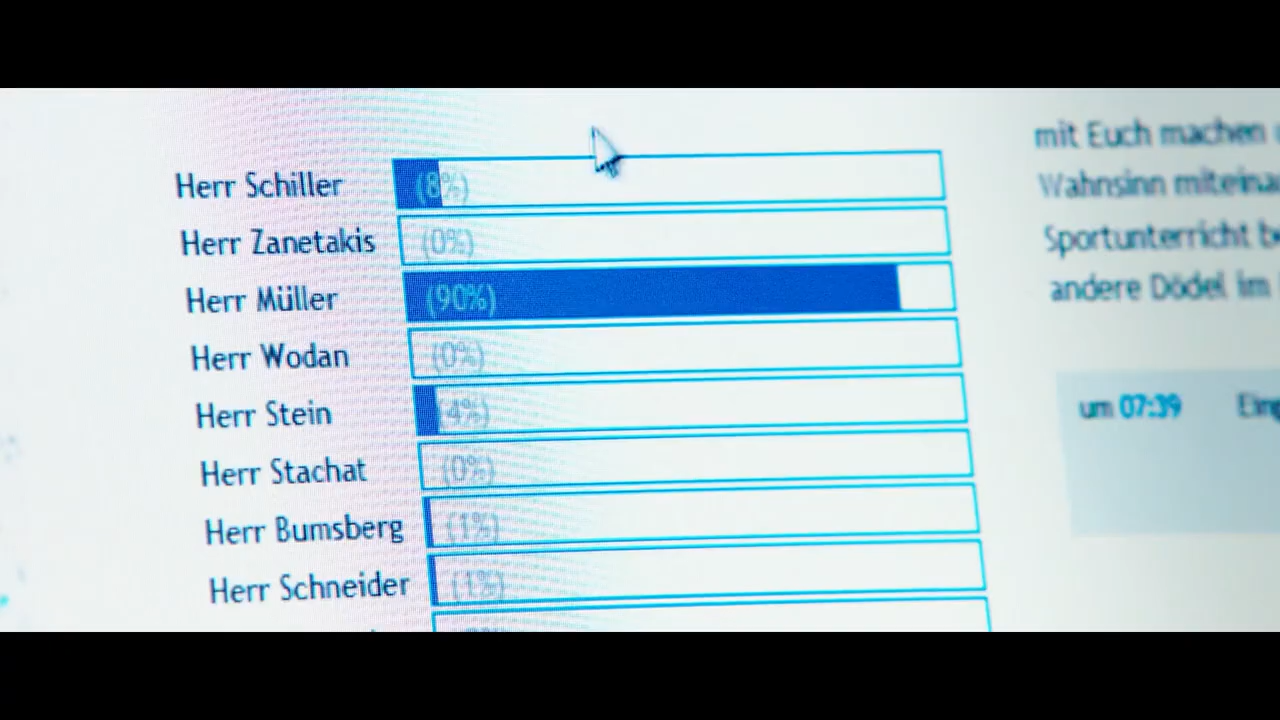 Herr Schiller (8%)
Herr Zanetakis (0%)
Herr Müller (90%)
Herr Wodan (0%)
Herr Stein (4%)
Herr Stachat (0%)
Herr Bumsberg (1%)
Herr Schneider (1%)
mit Euch machen
Wahnsinn
Sportunterricht
andere Dödel im
um 07:39